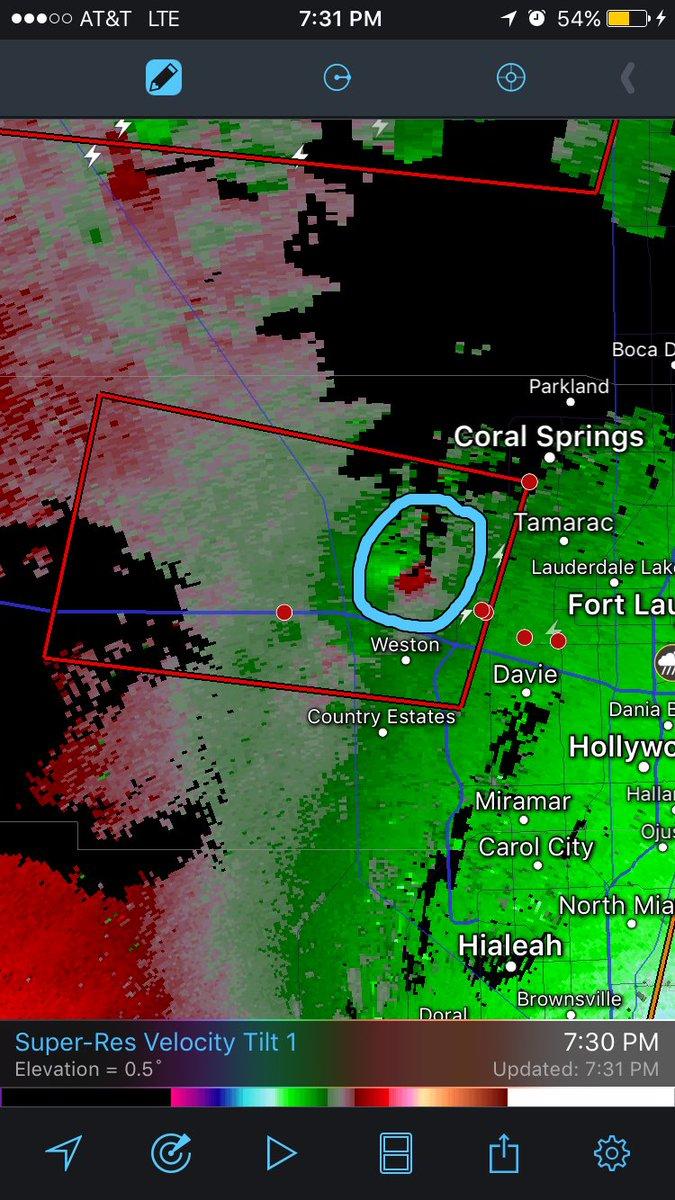 AT&T LTE 7:31 PM 54%
Boca D
Parkland
Coral Springs
Tamarac
Lauderdale Lake
Fort Lau
Weston
Davie
Country Estates
Dania B
Hollywo
Miramar
Hallan
Carol City
Ojus
North Mia
Hialeah
Brownsville
Doral
Super-Res Velocity Tilt 1 7:30 PM
Elevation = 0.5° Updated: 7:31 PM